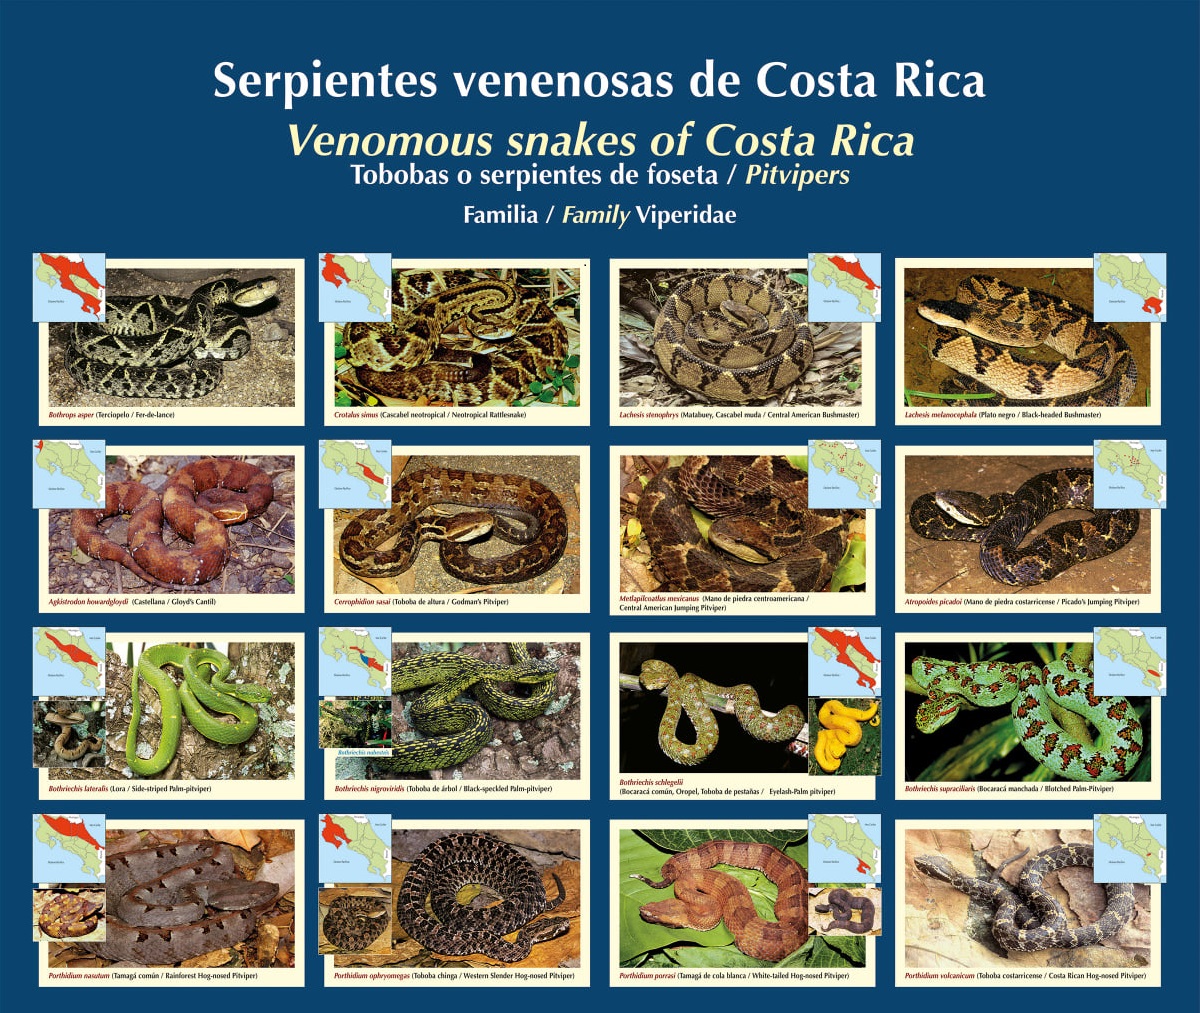 Serpientes venenosas de Costa Rica
Venomous snakes of Costa Rica
Tobobas o serpientes de foseta / Pitvipers
Familia / Family Viperidae
Bothrops asper (Terciopelo / Fer-de-lance)
Crotalus simus (Cascabel neotropical / Neotropical Rattlesnake)
Lachesis stenophrys (Matabuey, Cascabel muda / Central American Bushmaster)
Lachesis melanocephala (Plato negro / Black-headed Bushmaster)
Agkistrodon howardgloydi (Castellana / Gloyd's Cantil)
Cerrophidion sasai (Toboba de altura / Godman's Pitviper)
Metlapilcoatlus mexicanus (Mano de piedra centroamericana /
Central American Jumping Pitviper)
Atropoides picadoi (Mano de piedra costarricense / Picado's Jumping Pitviper)
Bothriechis lateralis (Lora / Side-striped Palm-pitviper)
Bothriechis nubestris
Bothriechis nigroviridis (Toboba de árbol / Black-speckled Palm-pitviper)
Bothriechis schlegelii
(Bocaracá común, Oropel, Toboba de pestañas / Eyelash-Palm pitviper)
Bothriechis supraciliaris (Bocaracá manchada / Blotched Palm-Pitviper)
Porthidium nasutum (Tamagá común / Rainforest Hog-nosed Pitviper)
Porthidium ophryomegas (Toboba chinga / Western Slender Hog-nosed Pitviper)
Porthidium porrasi (Tamagá de cola blanca / White-tailed Hog-nosed Pitviper)
Porthidium volcanicum (Toboba costarricense / Costa Rican Hog-nosed Pitviper)